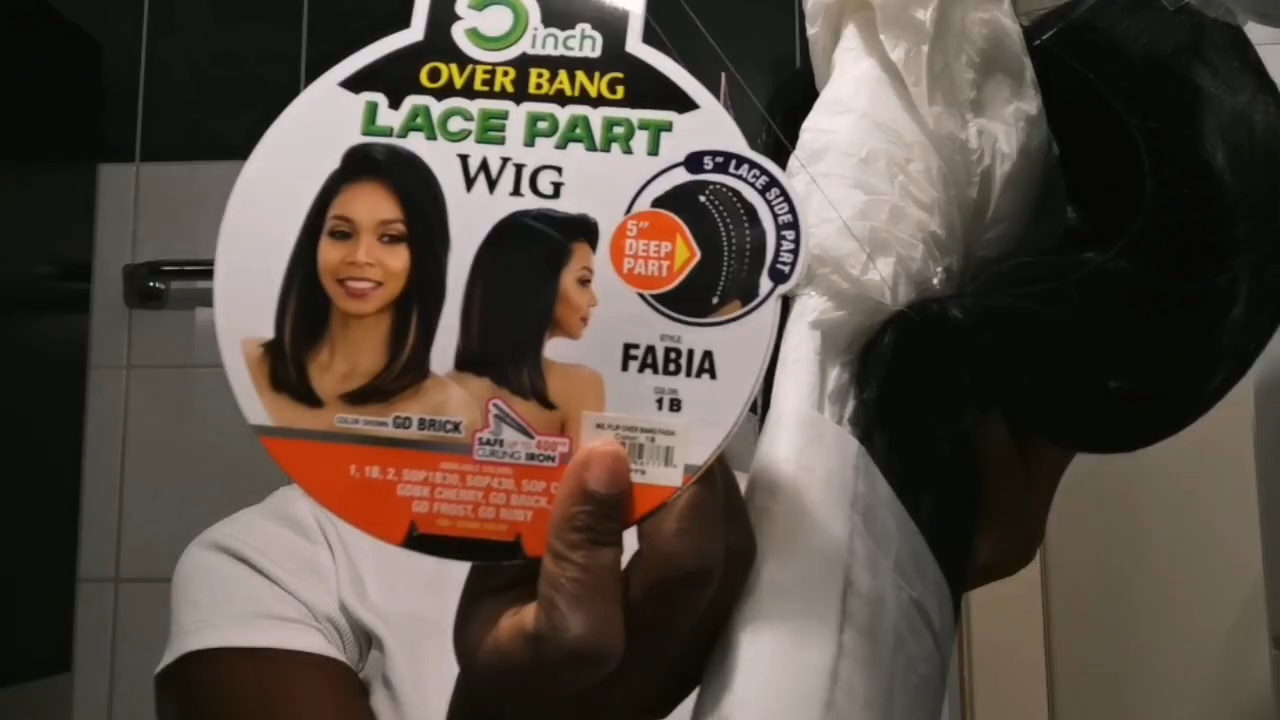 5 inch
OVER BANG
LACE PART
WIG
5" LACE SIDE PART
5"
DEEP
PART
STYLE
FABIA
COLOR
1B
COLOR SHOWN GD BRICK
SAFE UP TO 400°F
CURLING IRON
AVAILABLE COLORS
1, 1B, 2, SOP1B30, SOP430, SOP
GDBK CHERRY, GD BRICK,
GD FROST, GD RUBY
Color: 1B